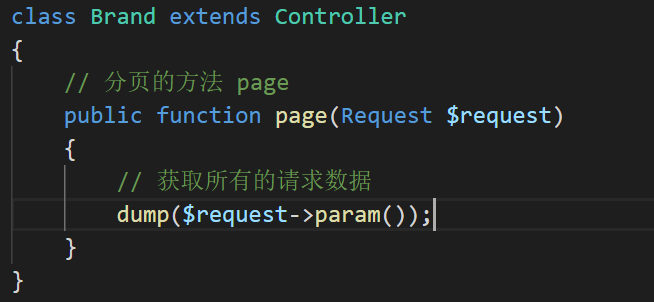 class Brand extends Controller
{
    // 分页的方法 page
    public function page(Request $request)
    {
        // 获取所有的请求数据
        dump($request->param());
    }
}